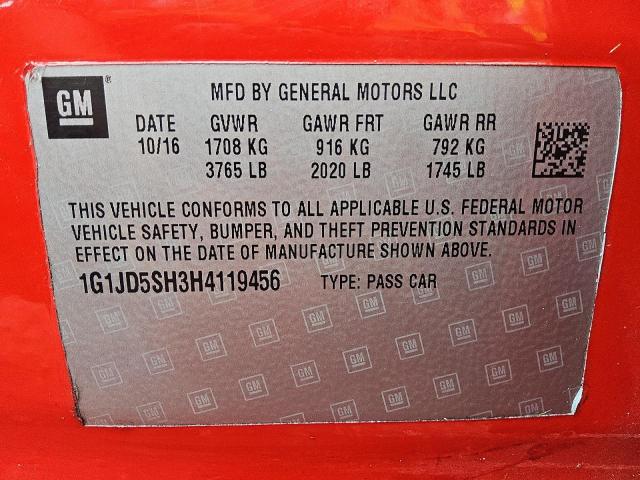 GM ®
MFD BY GENERAL MOTORS LLC
DATE GVWR GAWR FRT GAWR RR
10/16 1708 KG 916 KG 792 KG
3765 LB 2020 LB 1745 LB
THIS VEHICLE CONFORMS TO ALL APPLICABLE U.S. FEDERAL MOTOR
VEHICLE SAFETY, BUMPER, AND THEFT PREVENTION STANDARDS IN
EFFECT ON THE DATE OF MANUFACTURE SHOWN ABOVE.
1G1JD5SH3H4119456 TYPE: PASS CAR